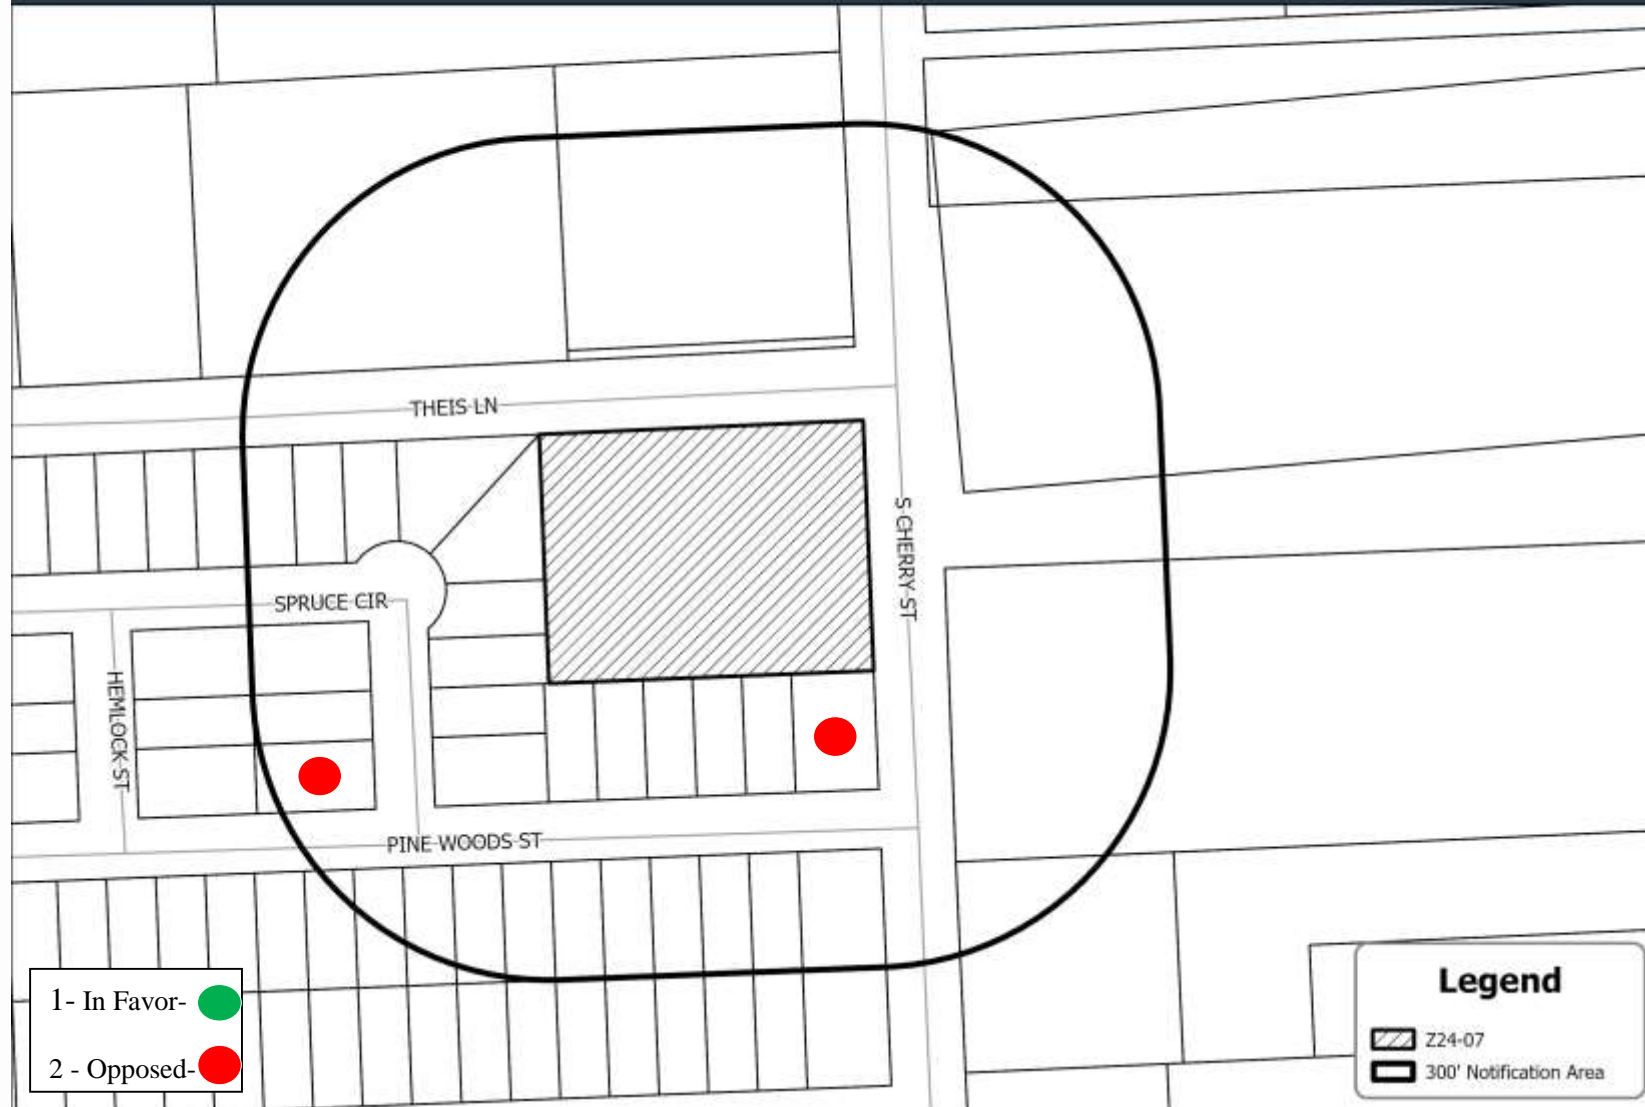 THEIS LN
S CHERRY ST
SPRUCE CIR
HEMLOCK ST
PINE WOODS ST
1- In Favor-
2 - Opposed-
Legend
Z24-07
300' Notification Area